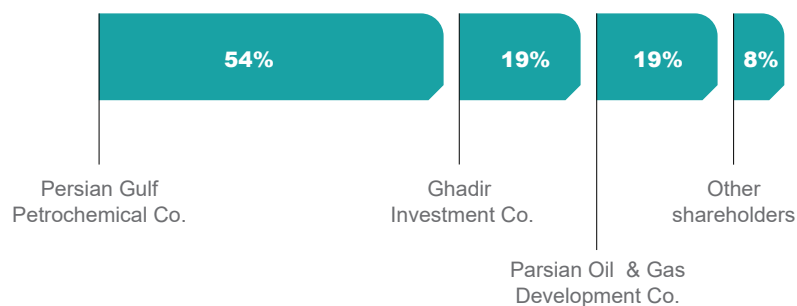 54%
19%
19%
8%
Persian Gulf
Petrochemical Co.
Ghadir
Investment Co.
Other
shareholders
Parsian Oil  & Gas
Development Co.